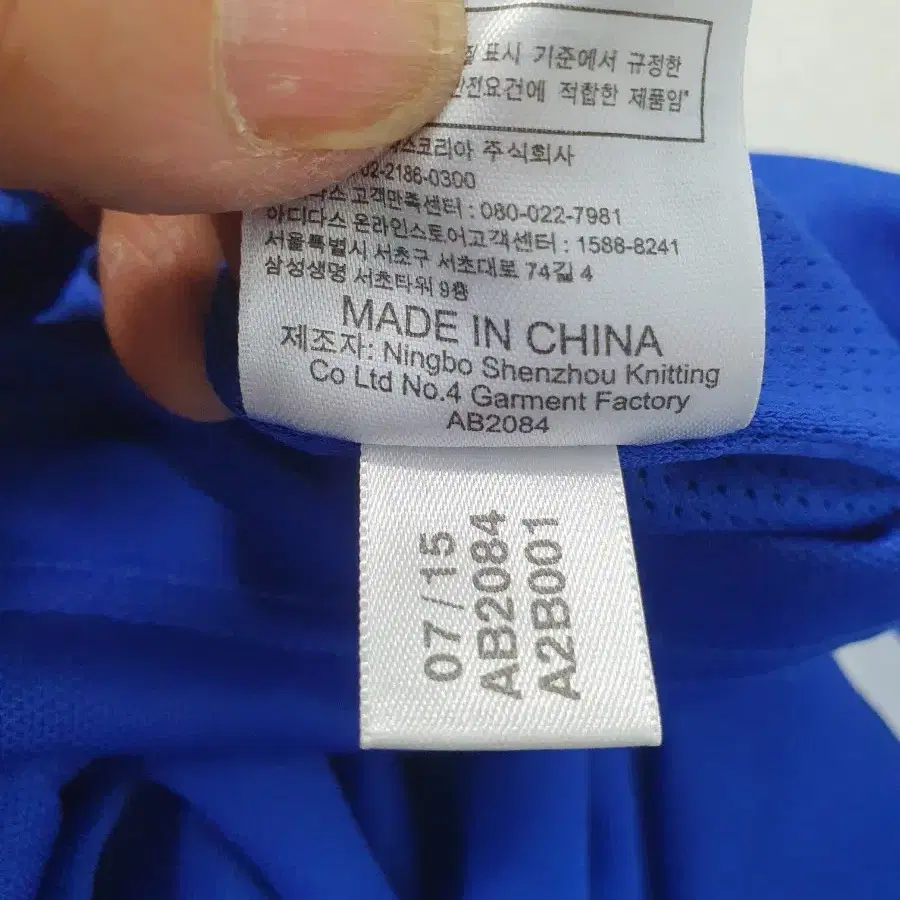 표시 기준에서 규정한
안전요건에 적합한 제품임"
스코리아 주식회사
02-2186-0300
다스 고객만족센터 : 080-022-7981
아디다스 온라인스토어고객센터 : 1588-8241
서울특별시 서초구 서초대로 74길 4
삼성생명 서초타워 9층
MADE IN CHINA
제조자: Ningbo Shenzhou Knitting
Co Ltd No.4 Garment Factory
AB2084
07/15
AB2084
A2B001